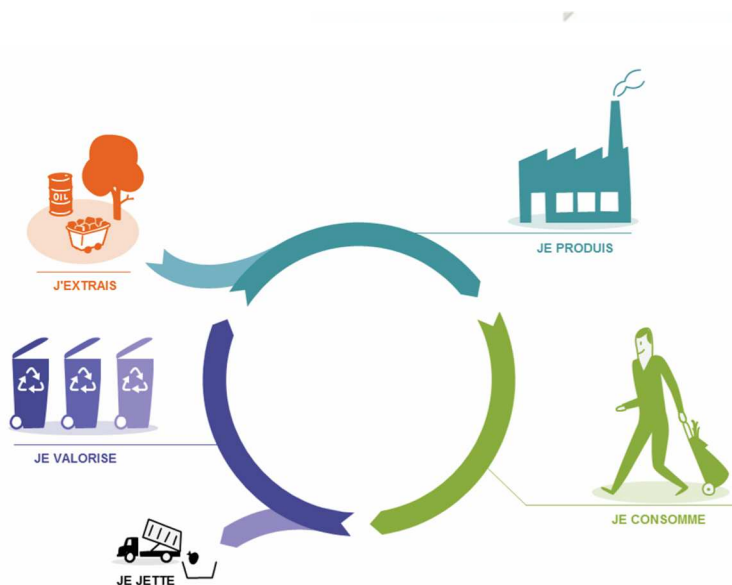 JE PRODUIS
OIL
J'EXTRAIS
JE VALORISE
JE CONSOMME
JE JETTE